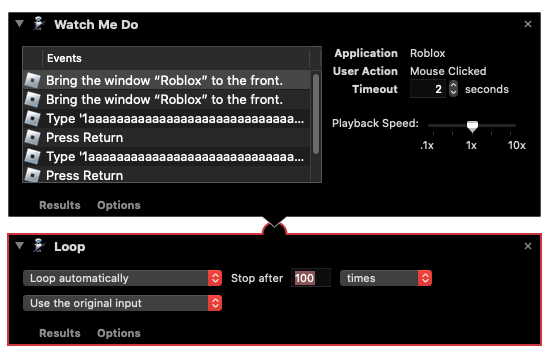 Watch Me Do
Events
Bring the window “Roblox” to the front.
Bring the window “Roblox” to the front.
Type '1aaaaaaaaaaaaaaaaaaaaaaaaaaaaa...
Press Return
Type '1aaaaaaaaaaaaaaaaaaaaaaaaaaaaa...
Press Return
Application Roblox
User Action Mouse Clicked
Timeout 2 seconds
Playback Speed:
.1x 1x 10x
Results Options
Loop
Loop automatically Stop after 100 times
Use the original input
Results Options